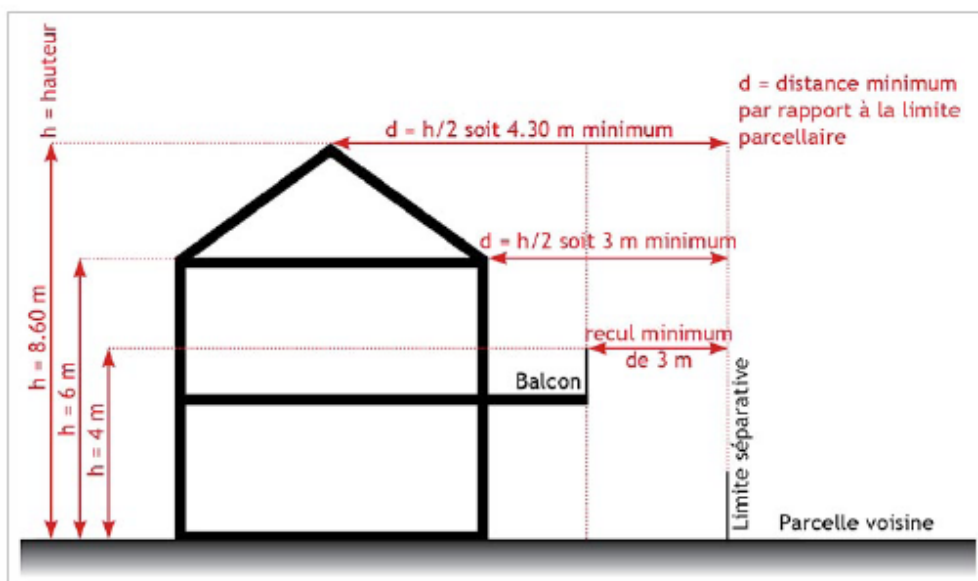 h = hauteur
d = distance minimum
par rapport à la limite
parcellaire
d = h/2 soit 4.30 m minimum
d = h/2 soit 3 m minimum
h = 8.60 m
h = 6 m
h = 4 m
recul minimum
de 3 m
Balcon
Limite séparative
Parcelle voisine